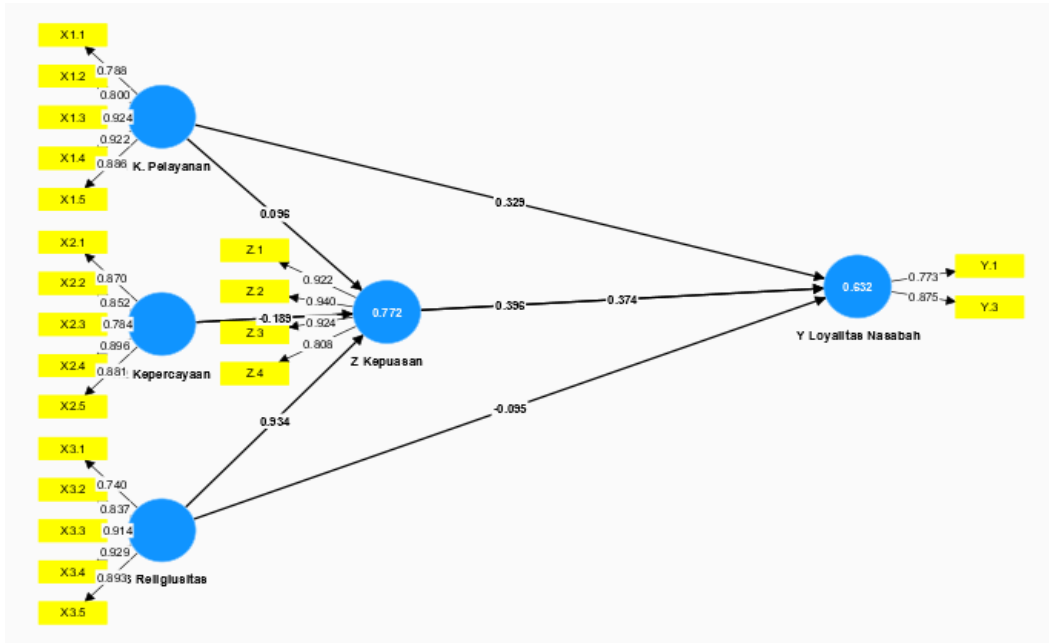 X1.1
0.788
X1.2
0.800
X1.3
0.924
0.922
X1.4
0.886
X1.5
K. Pelayanan
0.329
0.096
X2.1
0.870
X2.2
0.852
X2.3
0.784
0.896
X2.4
0.881
X2.5
Kepercayaan
-0.189
Z.1
0.922
Z.2
0.940
Z.3
0.924
0.808
Z.4
0.772
Z Kepuasan
0.396
0.374
0.632
Y Loyalitas Nasabah
0.773
Y.1
0.875
Y.3
0.934
-0.095
X3.1
0.740
X3.2
0.837
X3.3
0.914
0.929
X3.4
0.893
X3.5
Religiusitas